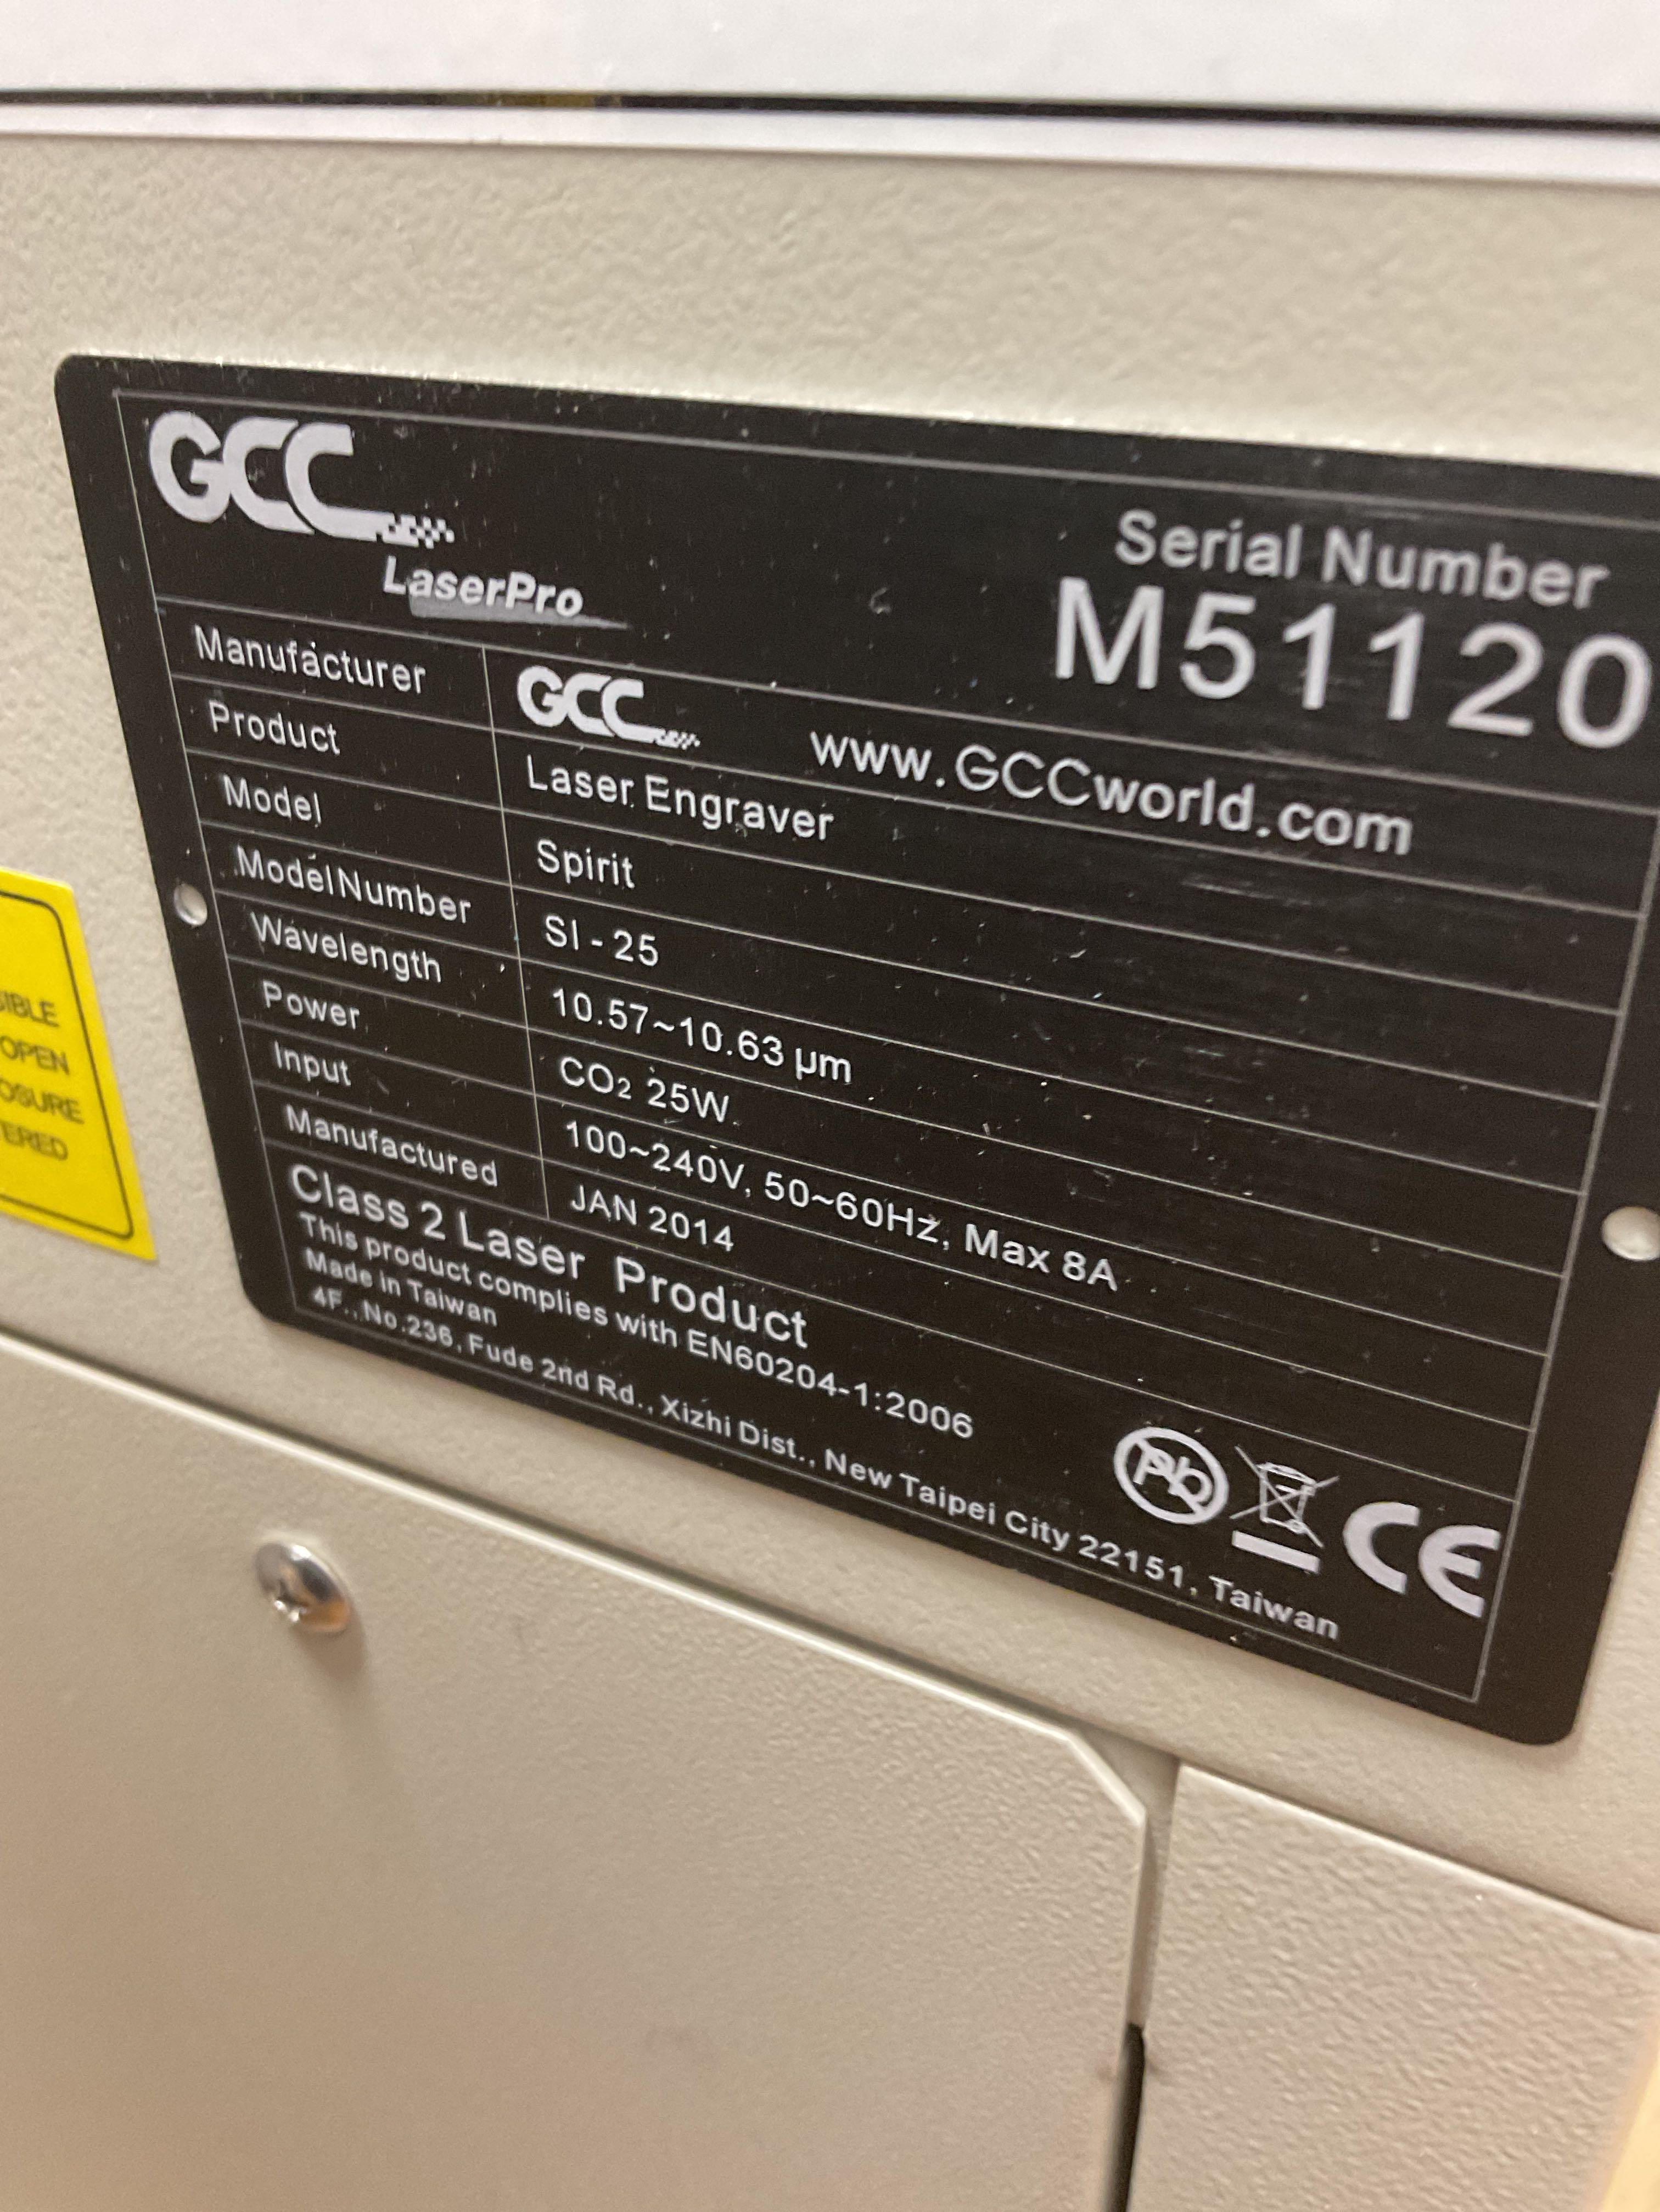 GCC
LaserPro
Serial Number
M51120
Manufacturer GCC www.GCCworld.com
Product Laser Engraver
Model Spirit
Model Number SI - 25
Wavelength 10.57~10.63 µm
Power CO₂ 25W
Input 100~240V, 50~60Hz, Max 8A
Manufactured JAN 2014
Class 2 Laser Product
This product complies with EN60204-1:2006
Made in Taiwan
4F., No.236, Fude 2nd Rd., Xizhi Dist., New Taipei City 22151, Taiwan
Pb
CE
OPEN